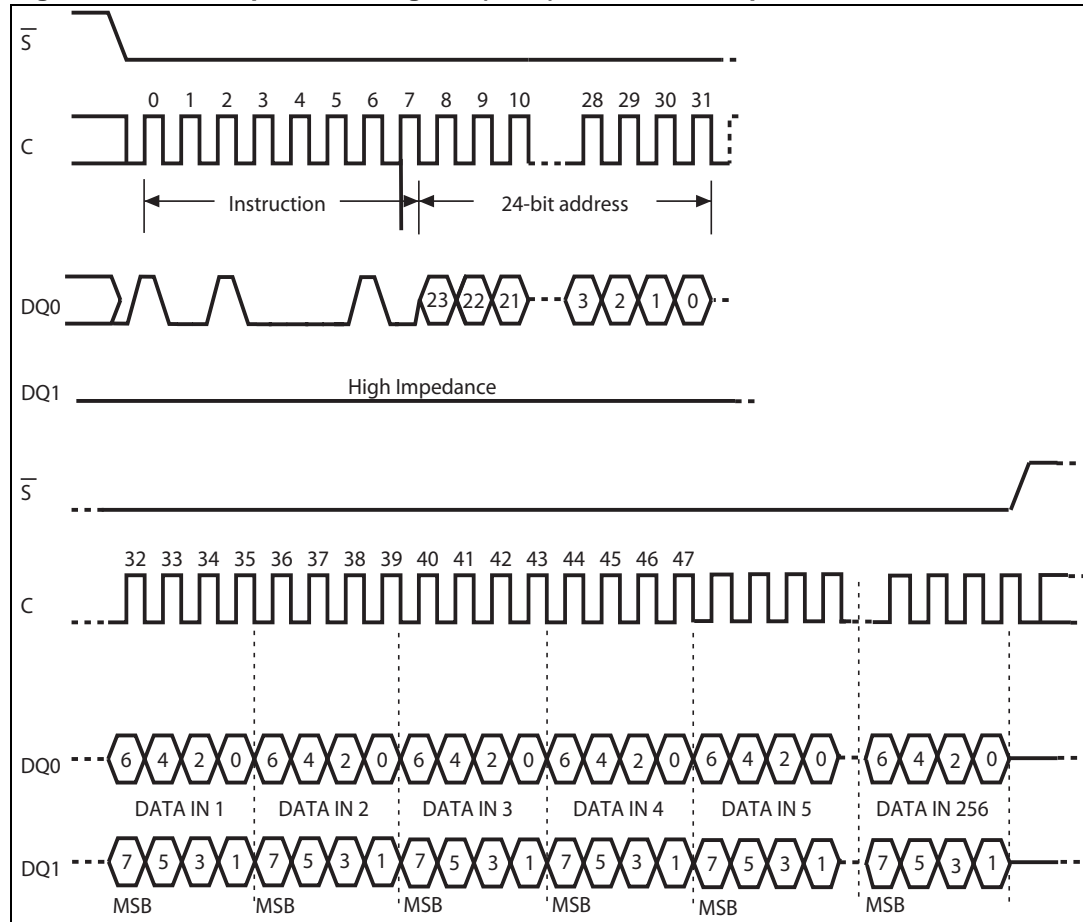 S
0 1 2 3 4 5 6 7 8 9 10 28 29 30 31
C
Instruction 24-bit address
DQ0 23 22 21 3 2 1 0
DQ1 High Impedance
S
32 33 34 35 36 37 38 39 40 41 42 43 44 45 46 47
C
DQ0 6 4 2 0 6 4 2 0 6 4 2 0 6 4 2 0 6 4 2 0 6 4 2 0
DATA IN 1 DATA IN 2 DATA IN 3 DATA IN 4 DATA IN 5 DATA IN 256
DQ1 7 5 3 1 7 5 3 1 7 5 3 1 7 5 3 1 7 5 3 1 7 5 3 1
MSB MSB MSB MSB MSB MSB